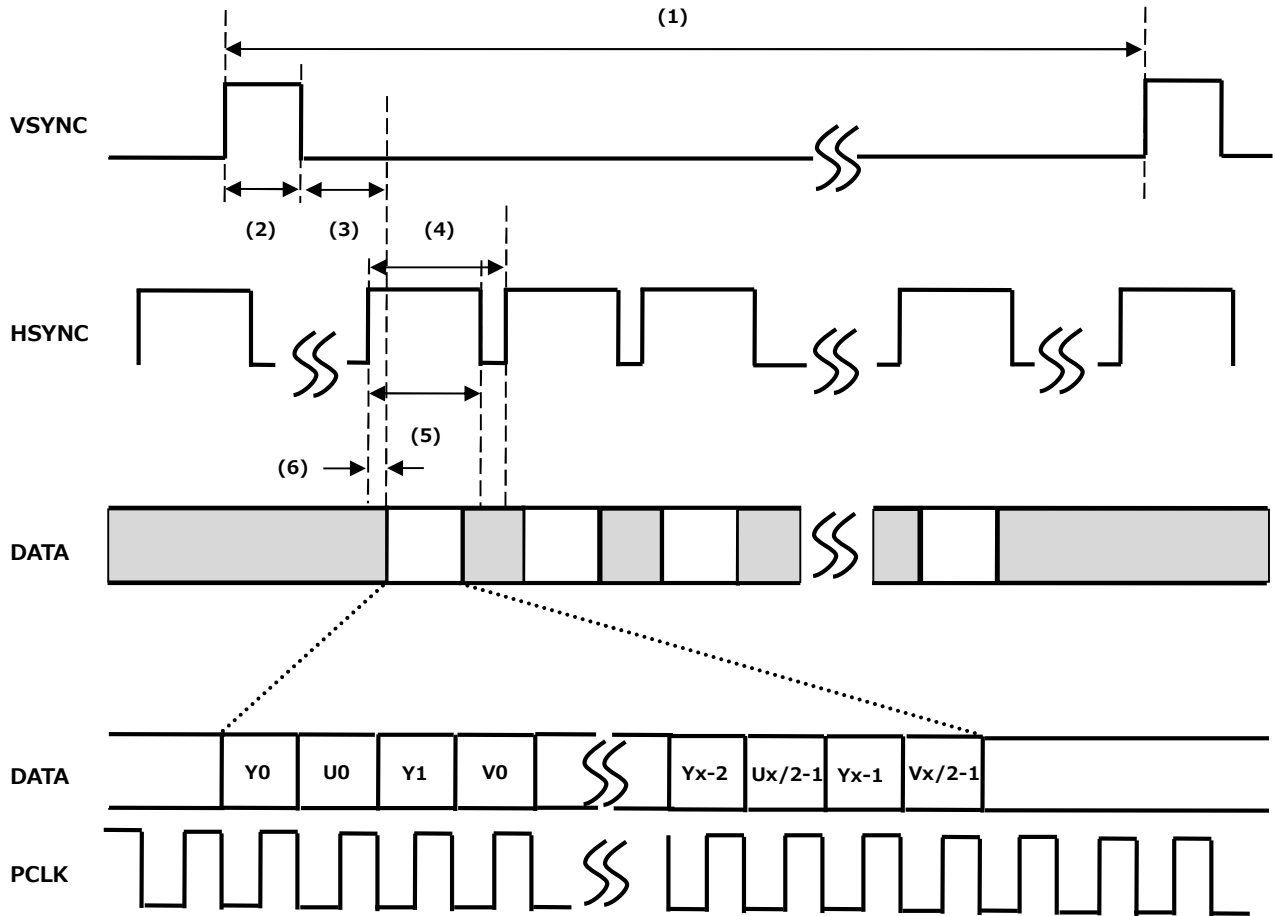 (1)
VSYNC
(2) (3) (4)
HSYNC
(5)
(6)
DATA
DATA Y0 U0 Y1 V0 Yx-2 Ux/2-1 Yx-1 Vx/2-1
PCLK